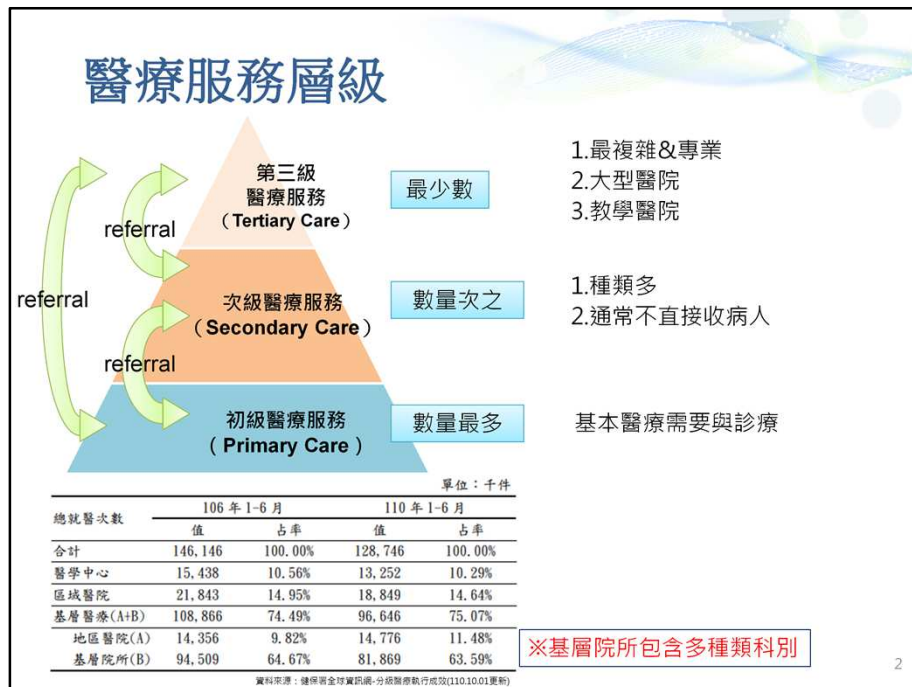 醫療服務層級
第三級
醫療服務
（Tertiary Care）
最少數
1.最複雜&專業
2.大型醫院
3.教學醫院
referral
referral
次級醫療服務
（Secondary Care）
數量次之
1.種類多
2.通常不直接收病人
referral
初級醫療服務
（Primary Care）
數量最多
基本醫療需要與診療
單位：千件
總就醫次數 106 年 1-6 月 110 年 1-6 月
值 占率 值 占率
合計 146,146 100.00% 128,746 100.00%
醫學中心 15,438 10.56% 13,252 10.29%
區域醫院 21,843 14.95% 18,849 14.64%
基層醫療(A+B) 108,866 74.49% 96,646 75.07%
地區醫院(A) 14,356 9.82% 14,776 11.48%
基層院所(B) 94,509 64.67% 81,869 63.59%
※基層院所包含多種類科別
資料來源：健保署全球資訊網-分級醫療執行成效(110.10.01更新)
2